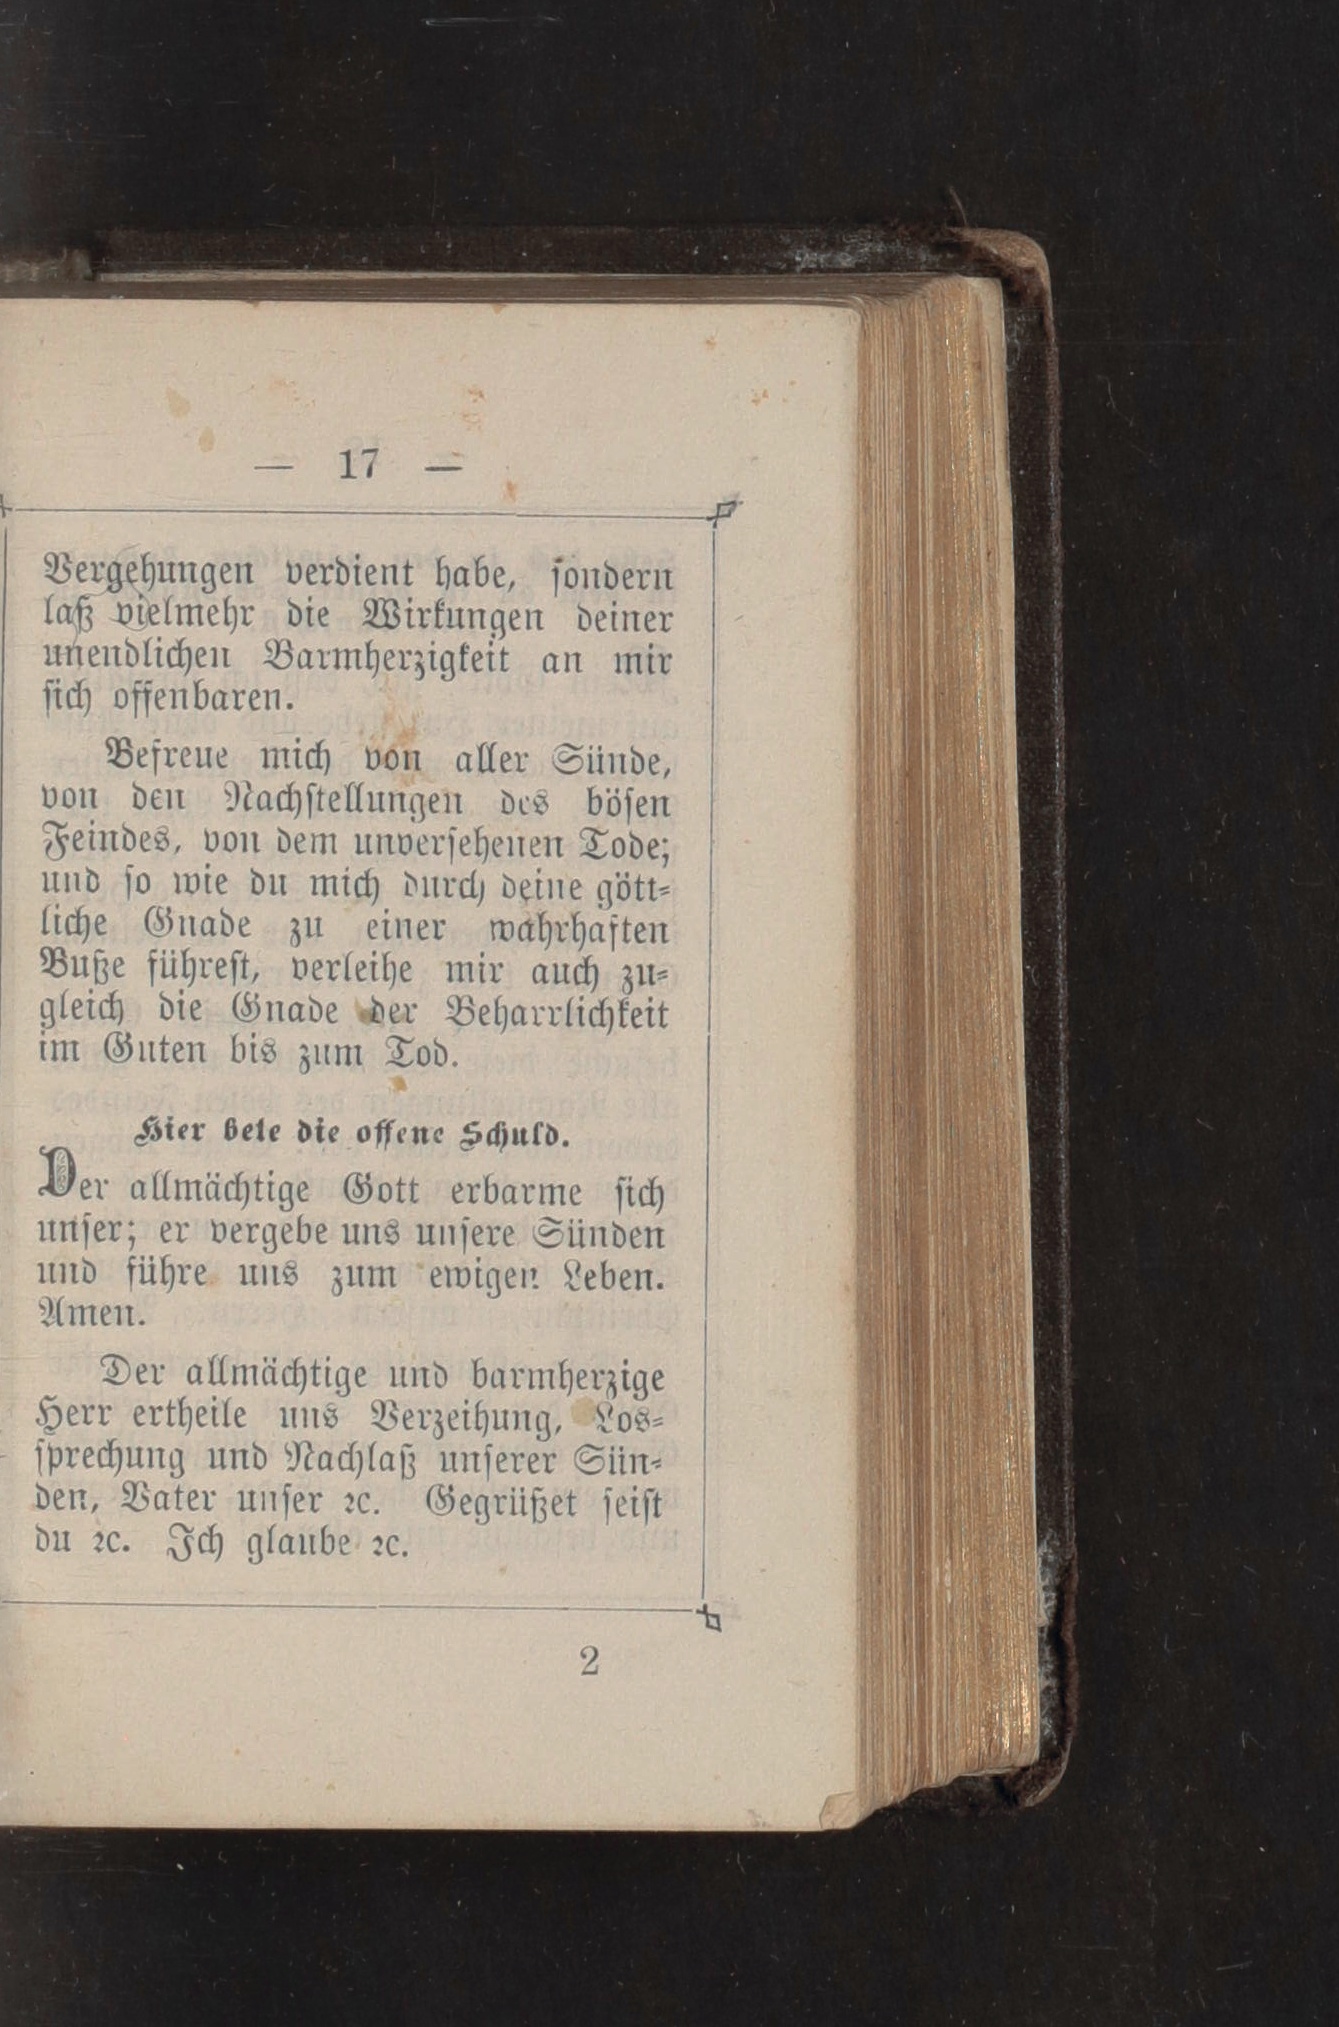 — 17 —
Vergehungen verdient habe, sondern
laß vielmehr die Wirkungen deiner
unendlichen Barmherzigkeit an mir
sich offenbaren.
Befreue mich von aller Sünde,
von den Nachstellungen des bösen
Feindes, von dem unversehenen Tode;
und so wie du mich durch deine gött-
liche Gnade zu einer wahrhaften
Buße führest, verleihe mir auch zu-
gleich die Gnade der Beharrlichkeit
im Guten bis zum Tod.
Hier bete die offene Schuld.
Der allmächtige Gott erbarme sich
unser; er vergebe uns unsere Sünden
und führe uns zum ewigen Leben.
Amen.
Der allmächtige und barmherzige
Herr ertheile uns Verzeihung, Los-
sprechung und Nachlaß unserer Sün-
den, Vater unser ꝛc. Gegrüßet seist
du ꝛc. Ich glaube ꝛc.
2